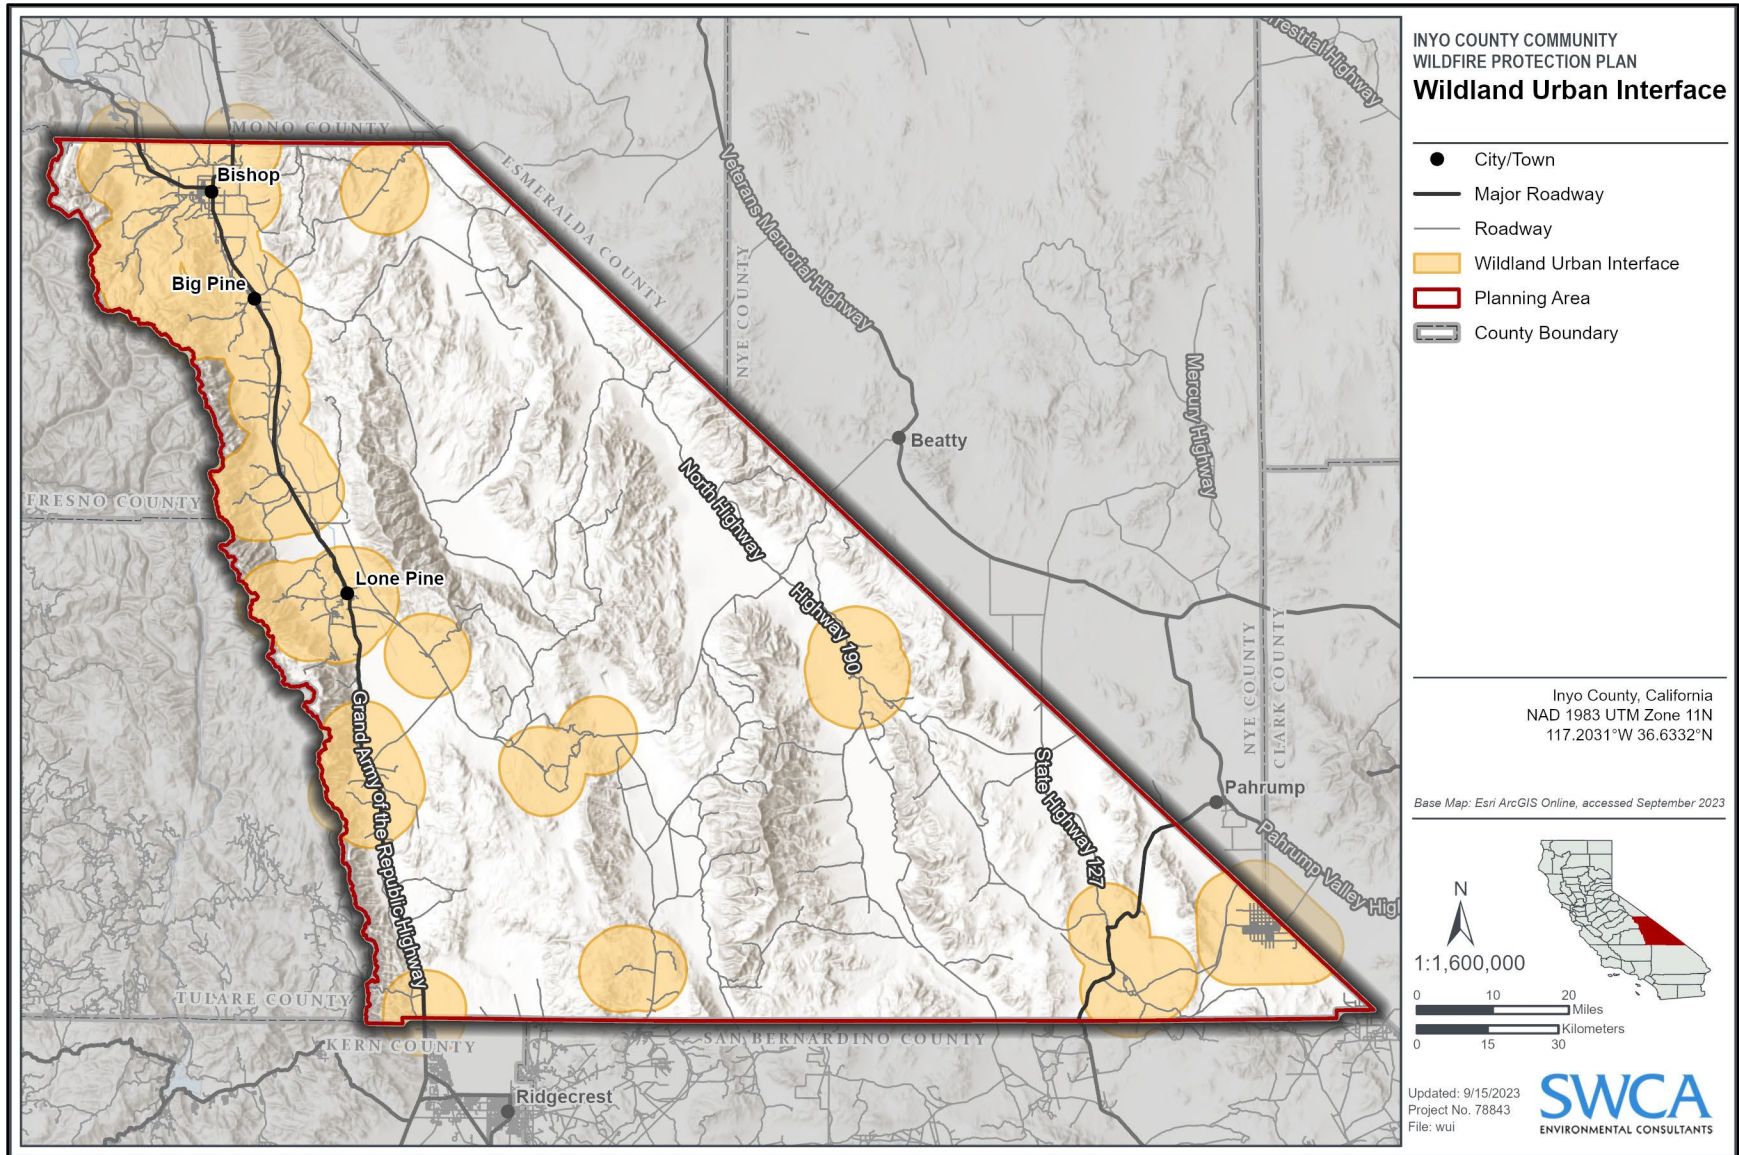 INYO COUNTY COMMUNITY
WILDFIRE PROTECTION PLAN
Wildland Urban Interface
City/Town
Major Roadway
Roadway
Wildland Urban Interface
Planning Area
County Boundary
Inyo County, California
NAD 1983 UTM Zone 11N
117.2031°W 36.6332°N
Base Map: Esri ArcGIS Online, accessed September 2023
N
1:1,600,000
0 10 20
Miles
Kilometers
0 15 30
Updated: 9/15/2023
Project No. 78843
File: wui
SWCA
ENVIRONMENTAL CONSULTANTS
MONO COUNTY
Bishop
ESMERALDA COUNTY
Big Pine
NYE COUNTY
Veterans Memorial Highway
Highway
Mercury Highway
Beatty
FRESNO COUNTY
North Highway
Highway 190
Lone Pine
NYE COUNTY
CLARK COUNTY
Grand Army of the Republic Highway
State Highway 127
Pahrump
Pahrump Valley
TULARE COUNTY
KERN COUNTY
SAN BERNARDINO COUNTY
Ridgecrest